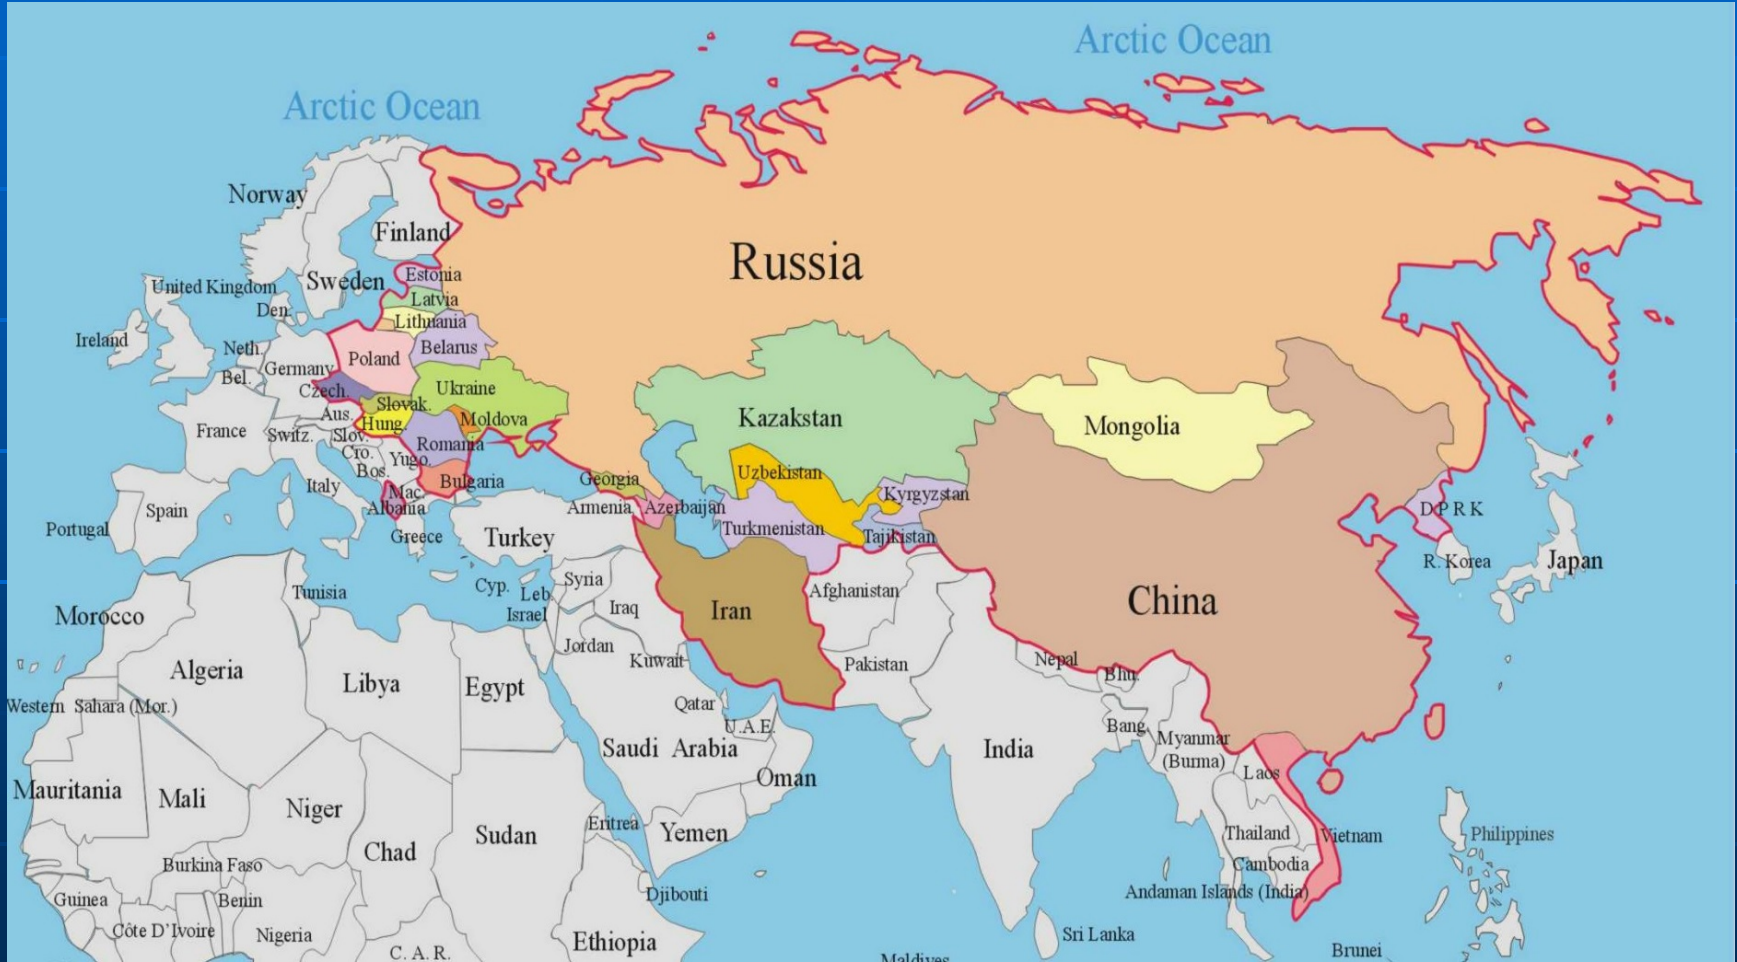 Arctic Ocean
Arctic Ocean
Norway
Finland
Russia
Estonia
Sweden
United Kingdom
Latvia
Den.
Lithuania
Ireland
Neth.
Belarus
Poland
Germany
Bel.
Czech.
Ukraine
Slovak.
Aus.
Kazakstan
Moldova
Hung.
Mongolia
France
Switz.
Slov.
Romania
Cro.
Yugo.
Bos.
Uzbekistan
Georgia
Bulgaria
Italy
Mac.
Kyrgyzstan
Albania
Armenia
Azerbaijan
Spain
D P R K
Portugal
Turkmenistan
Greece
Turkey
Tajikistan
R. Korea
Japan
Syria
Cyp.
Leb
Tunisia
Afghanistan
China
Iraq
Iran
Israel
Morocco
Jordan
Kuwait
Nepal
Pakistan
Algeria
Bhu.
Libya
Egypt
Qatar
Western Sahara (Mor.)
U.A.E.
Bang.
Myanmar
(Burma)
Saudi Arabia
India
Laos
Oman
Mauritania
Mali
Niger
Eritrea
Yemen
Thailand
Vietnam
Philippines
Sudan
Chad
Burkina Faso
Cambodia
Andaman Islands (India)
Djibouti
Guinea
Benin
Côte D’Ivoire
Nigeria
Sri Lanka
Ethiopia
C. A. R.
Brunei
Maldives